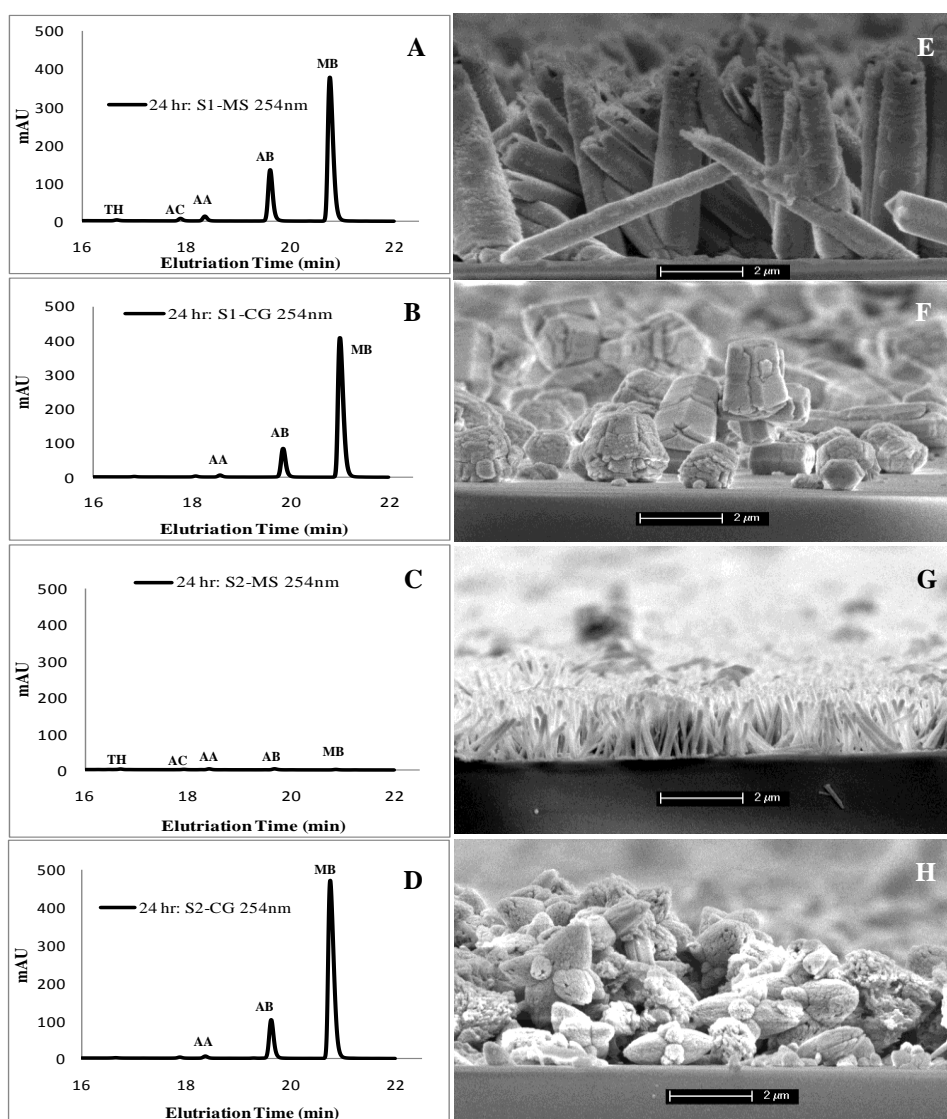 500
400
300
200
100
0
mAU
A
24 hr: S1-MS 254nm
MB
AB
TH
AC
AA
16
18
20
22
Elutriation Time (min)
E
2 μm
500
400
300
200
100
0
mAU
B
24 hr: S1-CG 254nm
MB
AB
AA
16
18
20
22
Elutriation Time (min)
F
2 μm
500
400
300
200
100
0
mAU
C
24 hr: S2-MS 254nm
TH
AC
AA
AB
MB
16
18
20
22
Elutriation Time (min)
G
2 μm
500
400
300
200
100
0
mAU
D
MB
24 hr: S2-CG 254nm
AB
AA
16
18
20
22
Elutriation Time (min)
H
2 μm